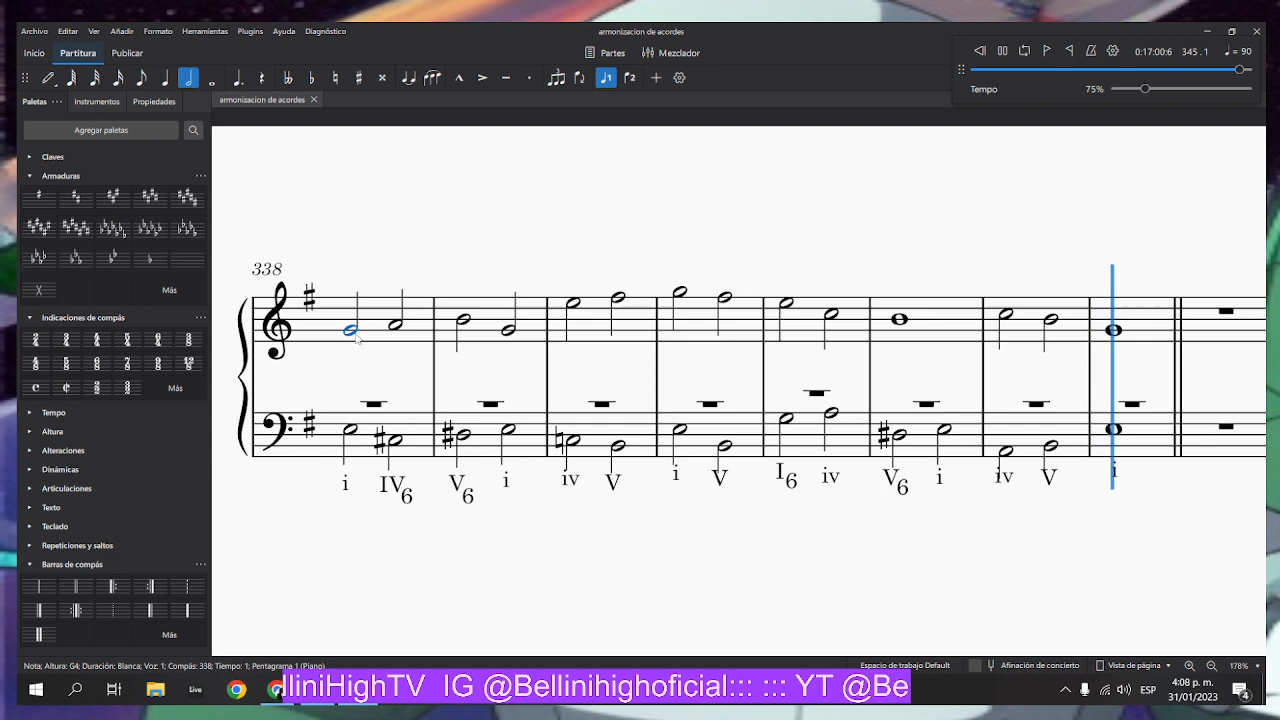 Archivo Editar Ver Añadir Formato Herramientas Plugins Ayuda Diagnóstico armonizacion de acordes
Inicio Partitura Publicar Partes Mezclador 0:17:00:6 345 . 1 = 90
Tempo 75%
Paletas Instrumentos Propiedades armonizacion de acordes
Agregar paletas
Claves
Armaduras
Más
Indicaciones de compás
Más
Tempo
Altura
Alteraciones
Dinámicas
Articulaciones
Texto
Teclado
Repeticiones y saltos
Barras de compás
Más
338
i IV6 V6 i iv V i V I6 iv V6 i iv V i
Nota; Altura: G4; Duración: Blanca; Voz: 1; Compás: 338; Tiempo: 1; Pentagrama 1 (Piano) Espacio de trabajo Default Afinación de concierto Vista de página 178%
Live lliniHighTV IG @Bellinihighoficial::: ::: YT @Be ESP 4:08 p. m.
31/01/2023